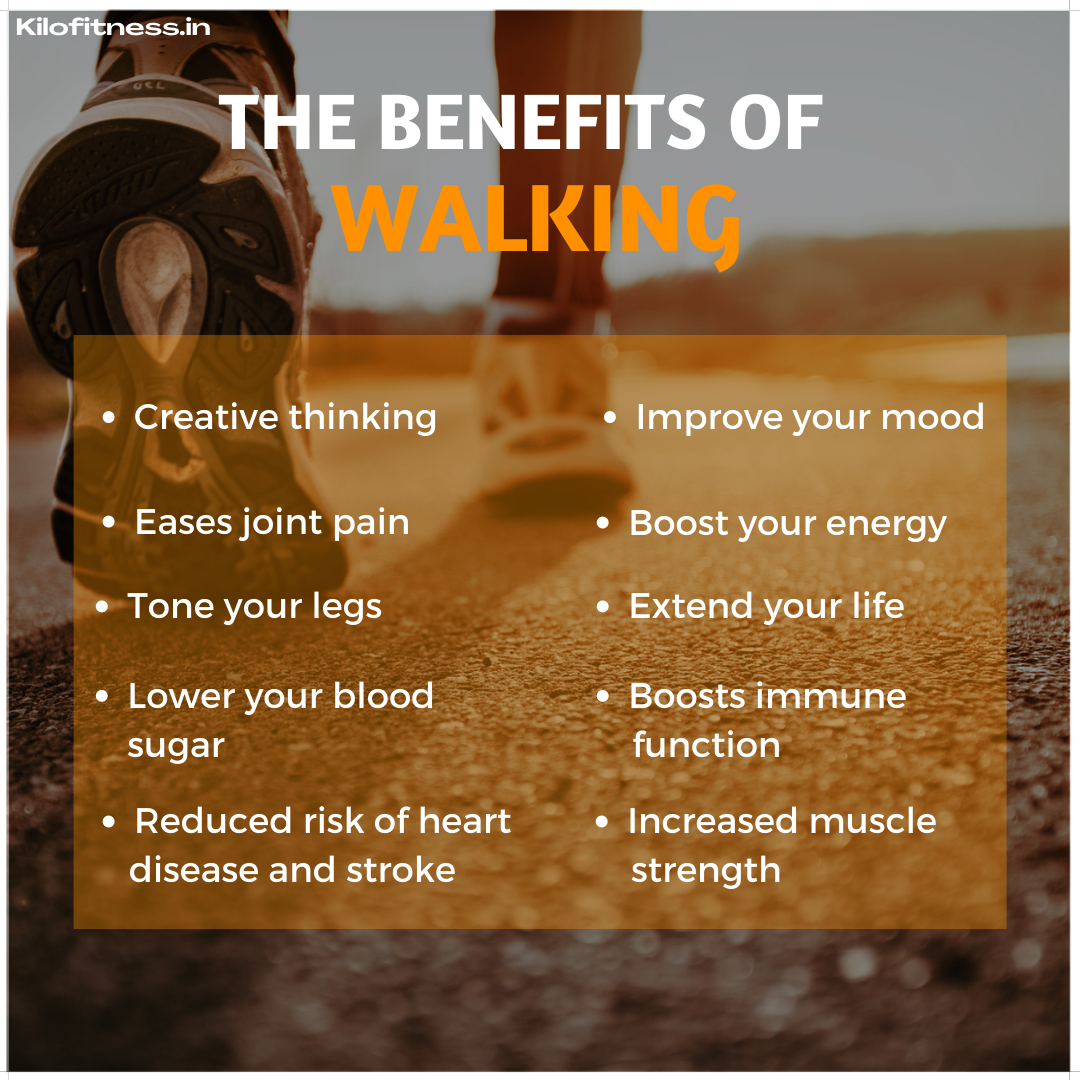 Kilofitness.in
GEL
THE BENEFITS OF
WALKING
• Creative thinking
• Eases joint pain
• Tone your legs
• Lower your blood
sugar
• Reduced risk of heart
disease and stroke
• Improve your mood
• Boost your energy
• Extend your life
• Boosts immune
function
• Increased muscle
strength